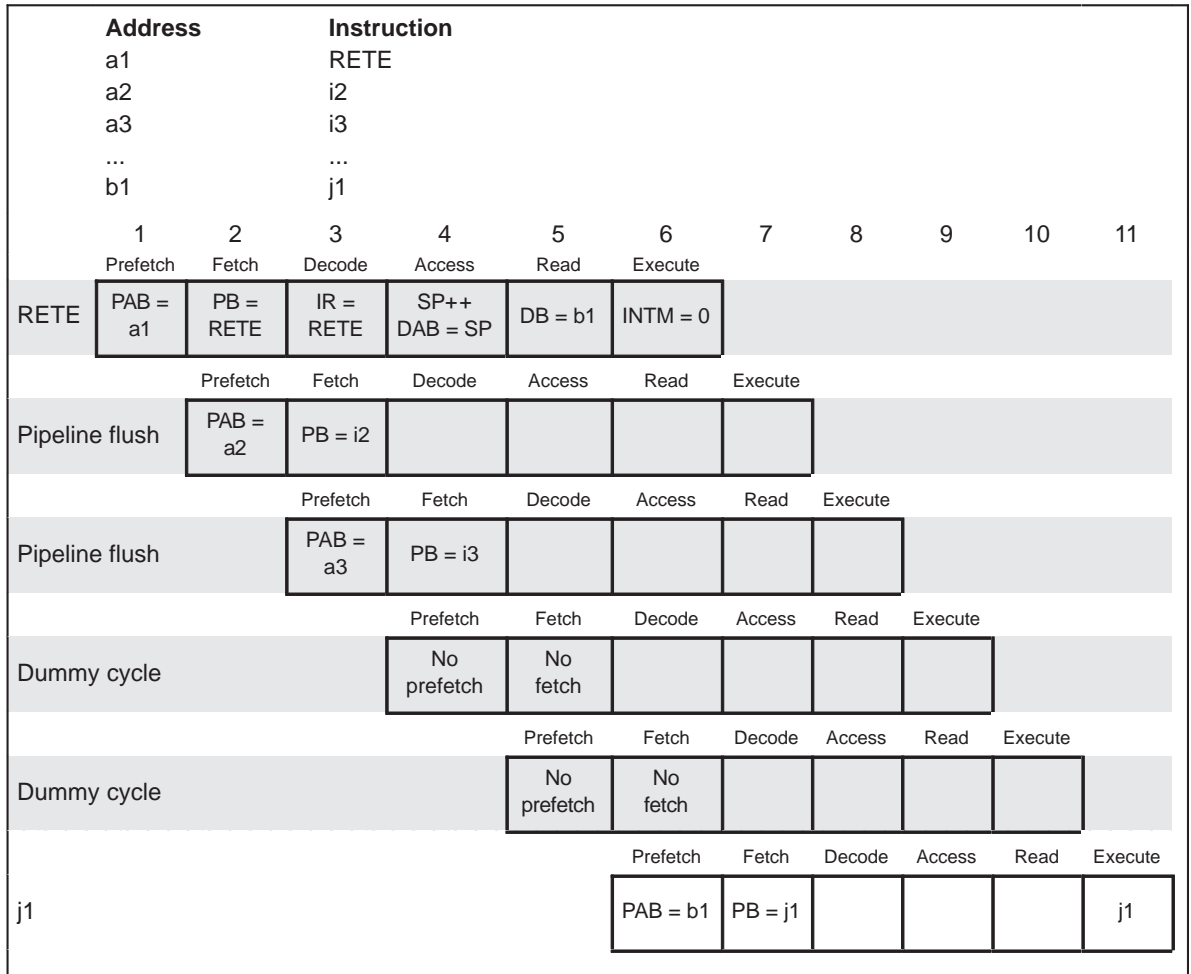 Address Instruction
a1 RETE
a2 i2
a3 i3
... ...
b1 j1
1 2 3 4 5 6 7 8 9 10 11
Prefetch Fetch Decode Access Read Execute
RETE PAB = a1 PB = RETE IR = RETE SP++ DAB = SP DB = b1 INTM = 0
Prefetch Fetch Decode Access Read Execute
Pipeline flush PAB = a2 PB = i2
Prefetch Fetch Decode Access Read Execute
Pipeline flush PAB = a3 PB = i3
Prefetch Fetch Decode Access Read Execute
Dummy cycle No prefetch No fetch
Prefetch Fetch Decode Access Read Execute
Dummy cycle No prefetch No fetch
Prefetch Fetch Decode Access Read Execute
j1 PAB = b1 PB = j1 j1